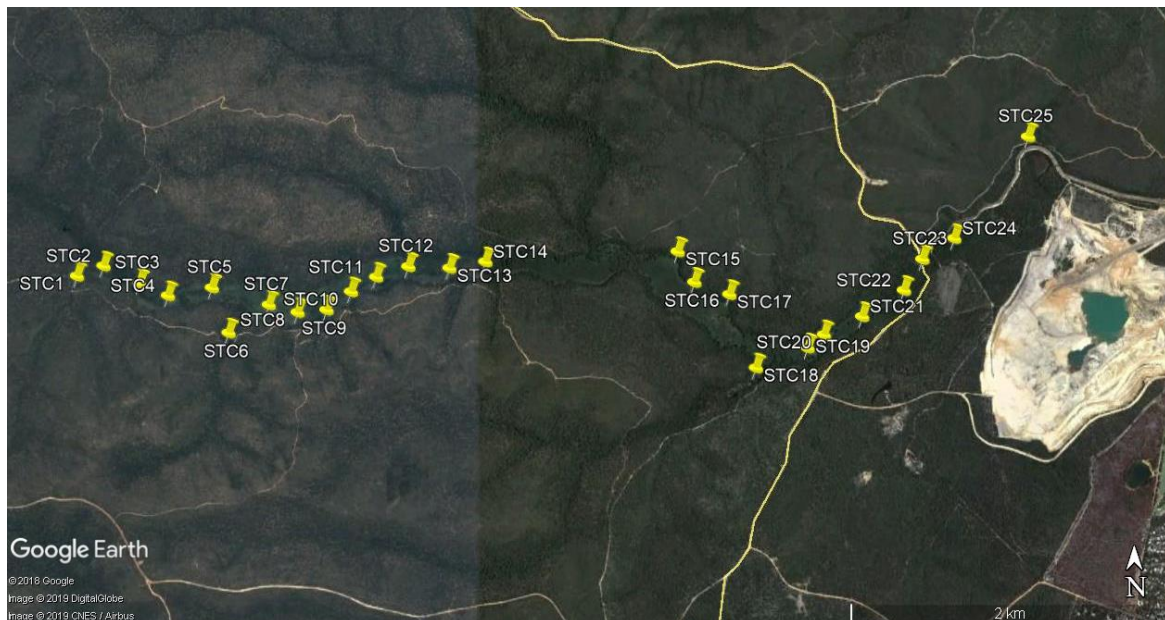 STC25
STC24
STC23
STC12
STC14
STC15
STC2
STC3
STC1
STC4
STC5
STC11
STC13
STC7
STC10
STC16
STC17
STC22
STC8
STC9
STC21
STC6
STC20
STC19
STC18
Google Earth
© 2018 Google
Image © 2019 DigitalGlobe
Image © 2019 CNES / Airbus
N
2 km